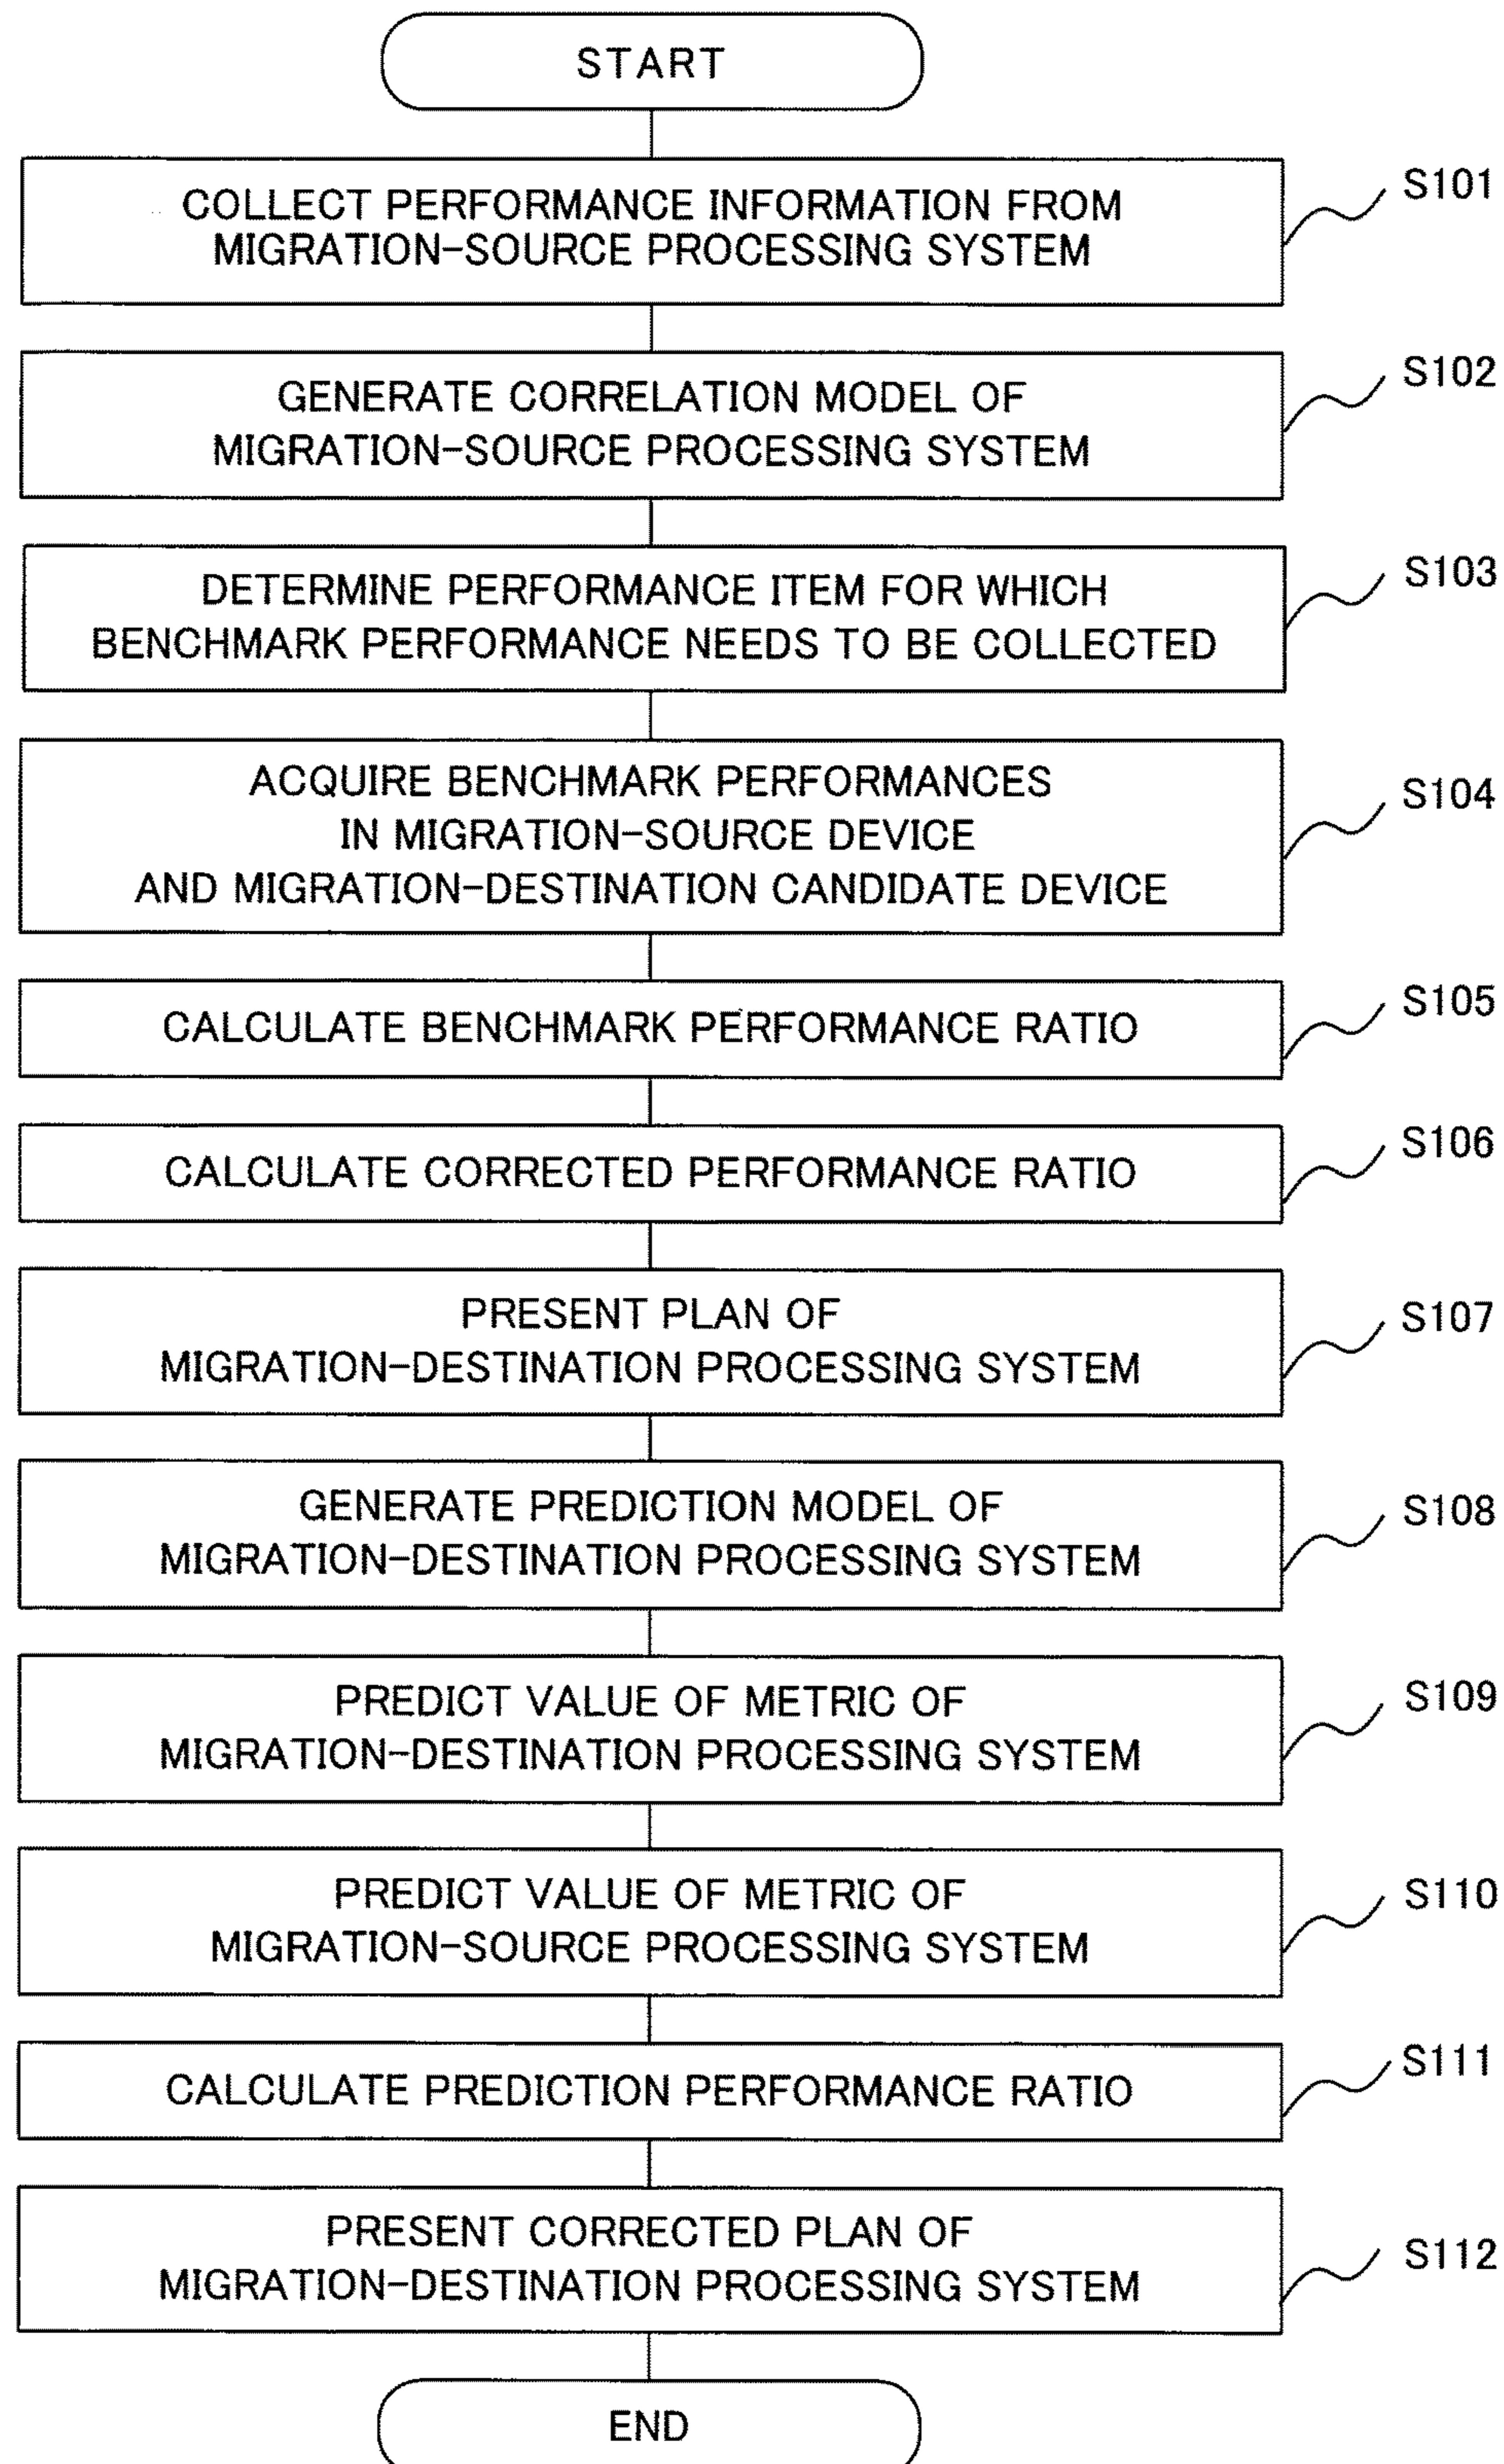 START
COLLECT PERFORMANCE INFORMATION FROM
MIGRATION-SOURCE PROCESSING SYSTEM
S101
GENERATE CORRELATION MODEL OF
MIGRATION-SOURCE PROCESSING SYSTEM
S102
DETERMINE PERFORMANCE ITEM FOR WHICH
BENCHMARK PERFORMANCE NEEDS TO BE COLLECTED
S103
ACQUIRE BENCHMARK PERFORMANCES
IN MIGRATION-SOURCE DEVICE
AND MIGRATION-DESTINATION CANDIDATE DEVICE
S104
CALCULATE BENCHMARK PERFORMANCE RATIO
S105
CALCULATE CORRECTED PERFORMANCE RATIO
S106
PRESENT PLAN OF
MIGRATION-DESTINATION PROCESSING SYSTEM
S107
GENERATE PREDICTION MODEL OF
MIGRATION-DESTINATION PROCESSING SYSTEM
S108
PREDICT VALUE OF METRIC OF
MIGRATION-DESTINATION PROCESSING SYSTEM
S109
PREDICT VALUE OF METRIC OF
MIGRATION-SOURCE PROCESSING SYSTEM
S110
CALCULATE PREDICTION PERFORMANCE RATIO
S111
PRESENT CORRECTED PLAN OF
MIGRATION-DESTINATION PROCESSING SYSTEM
S112
END